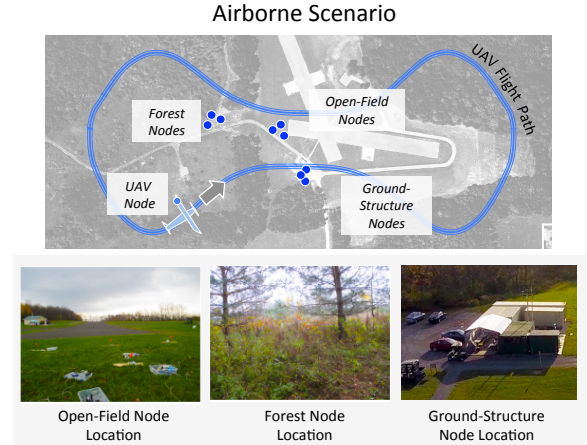 Airborne Scenario
UAV Flight Path
Forest
Nodes
Open-Field
Nodes
UAV
Node
Ground-
Structure
Nodes
Open-Field Node
Location
Forest Node
Location
Ground-Structure
Node Location